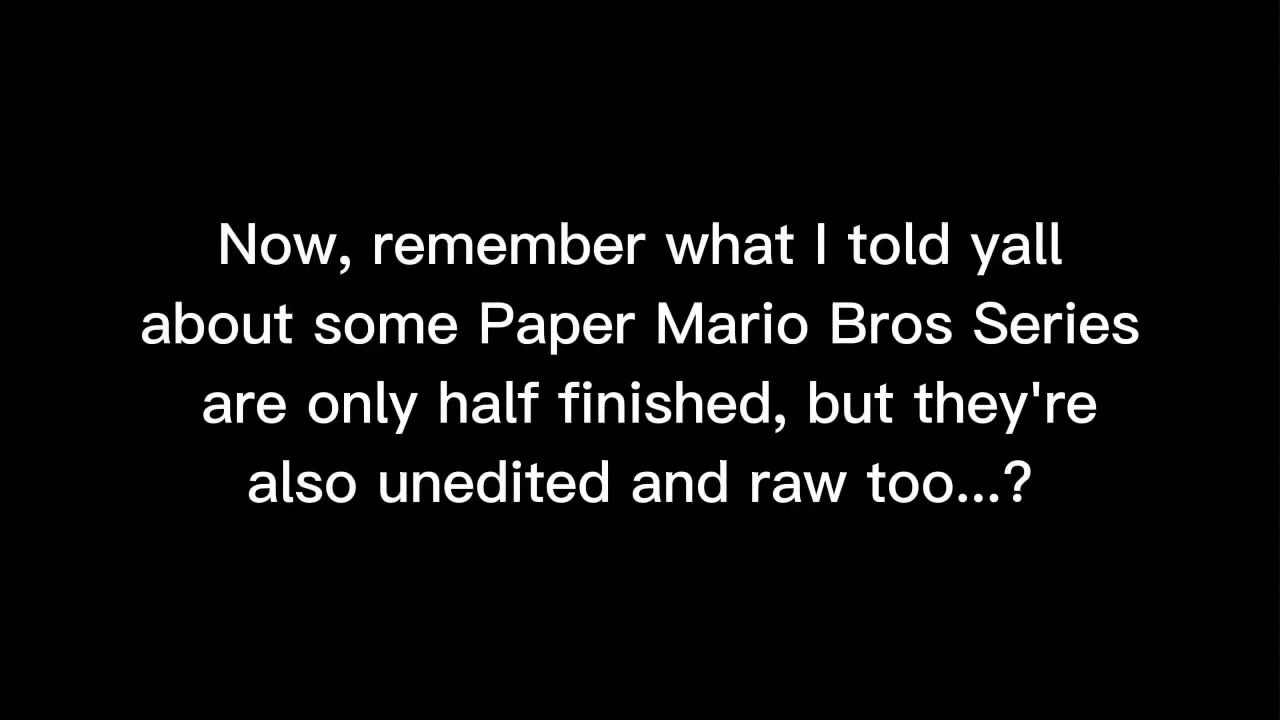 Now, remember what I told yall
about some Paper Mario Bros Series
are only half finished, but they're
also unedited and raw too...?